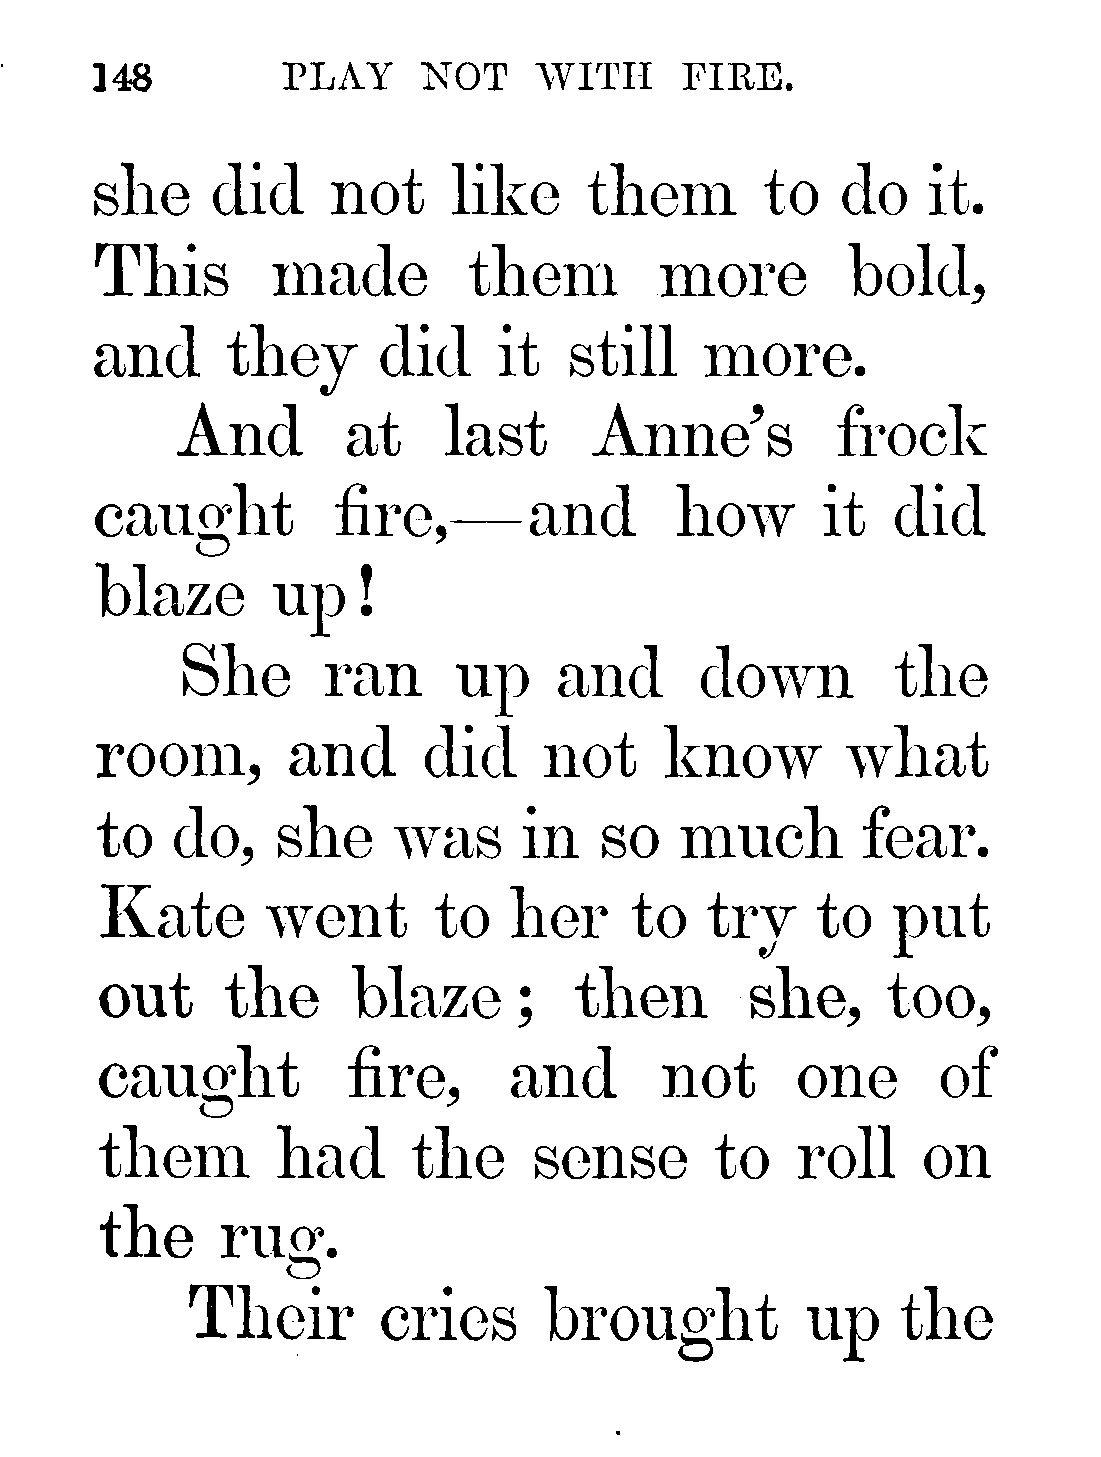 148 PLAY NOT WITH FIRE.
she did not like them to do it.
This made them more bold,
and they did it still more.
And at last Anne's frock
caught fire,—and how it did
blaze up!
She ran up and down the
room, and did not know what
to do, she was in so much fear.
Kate went to her to try to put
out the blaze; then she, too,
caught fire, and not one of
them had the sense to roll on
the rug.
Their cries brought up the